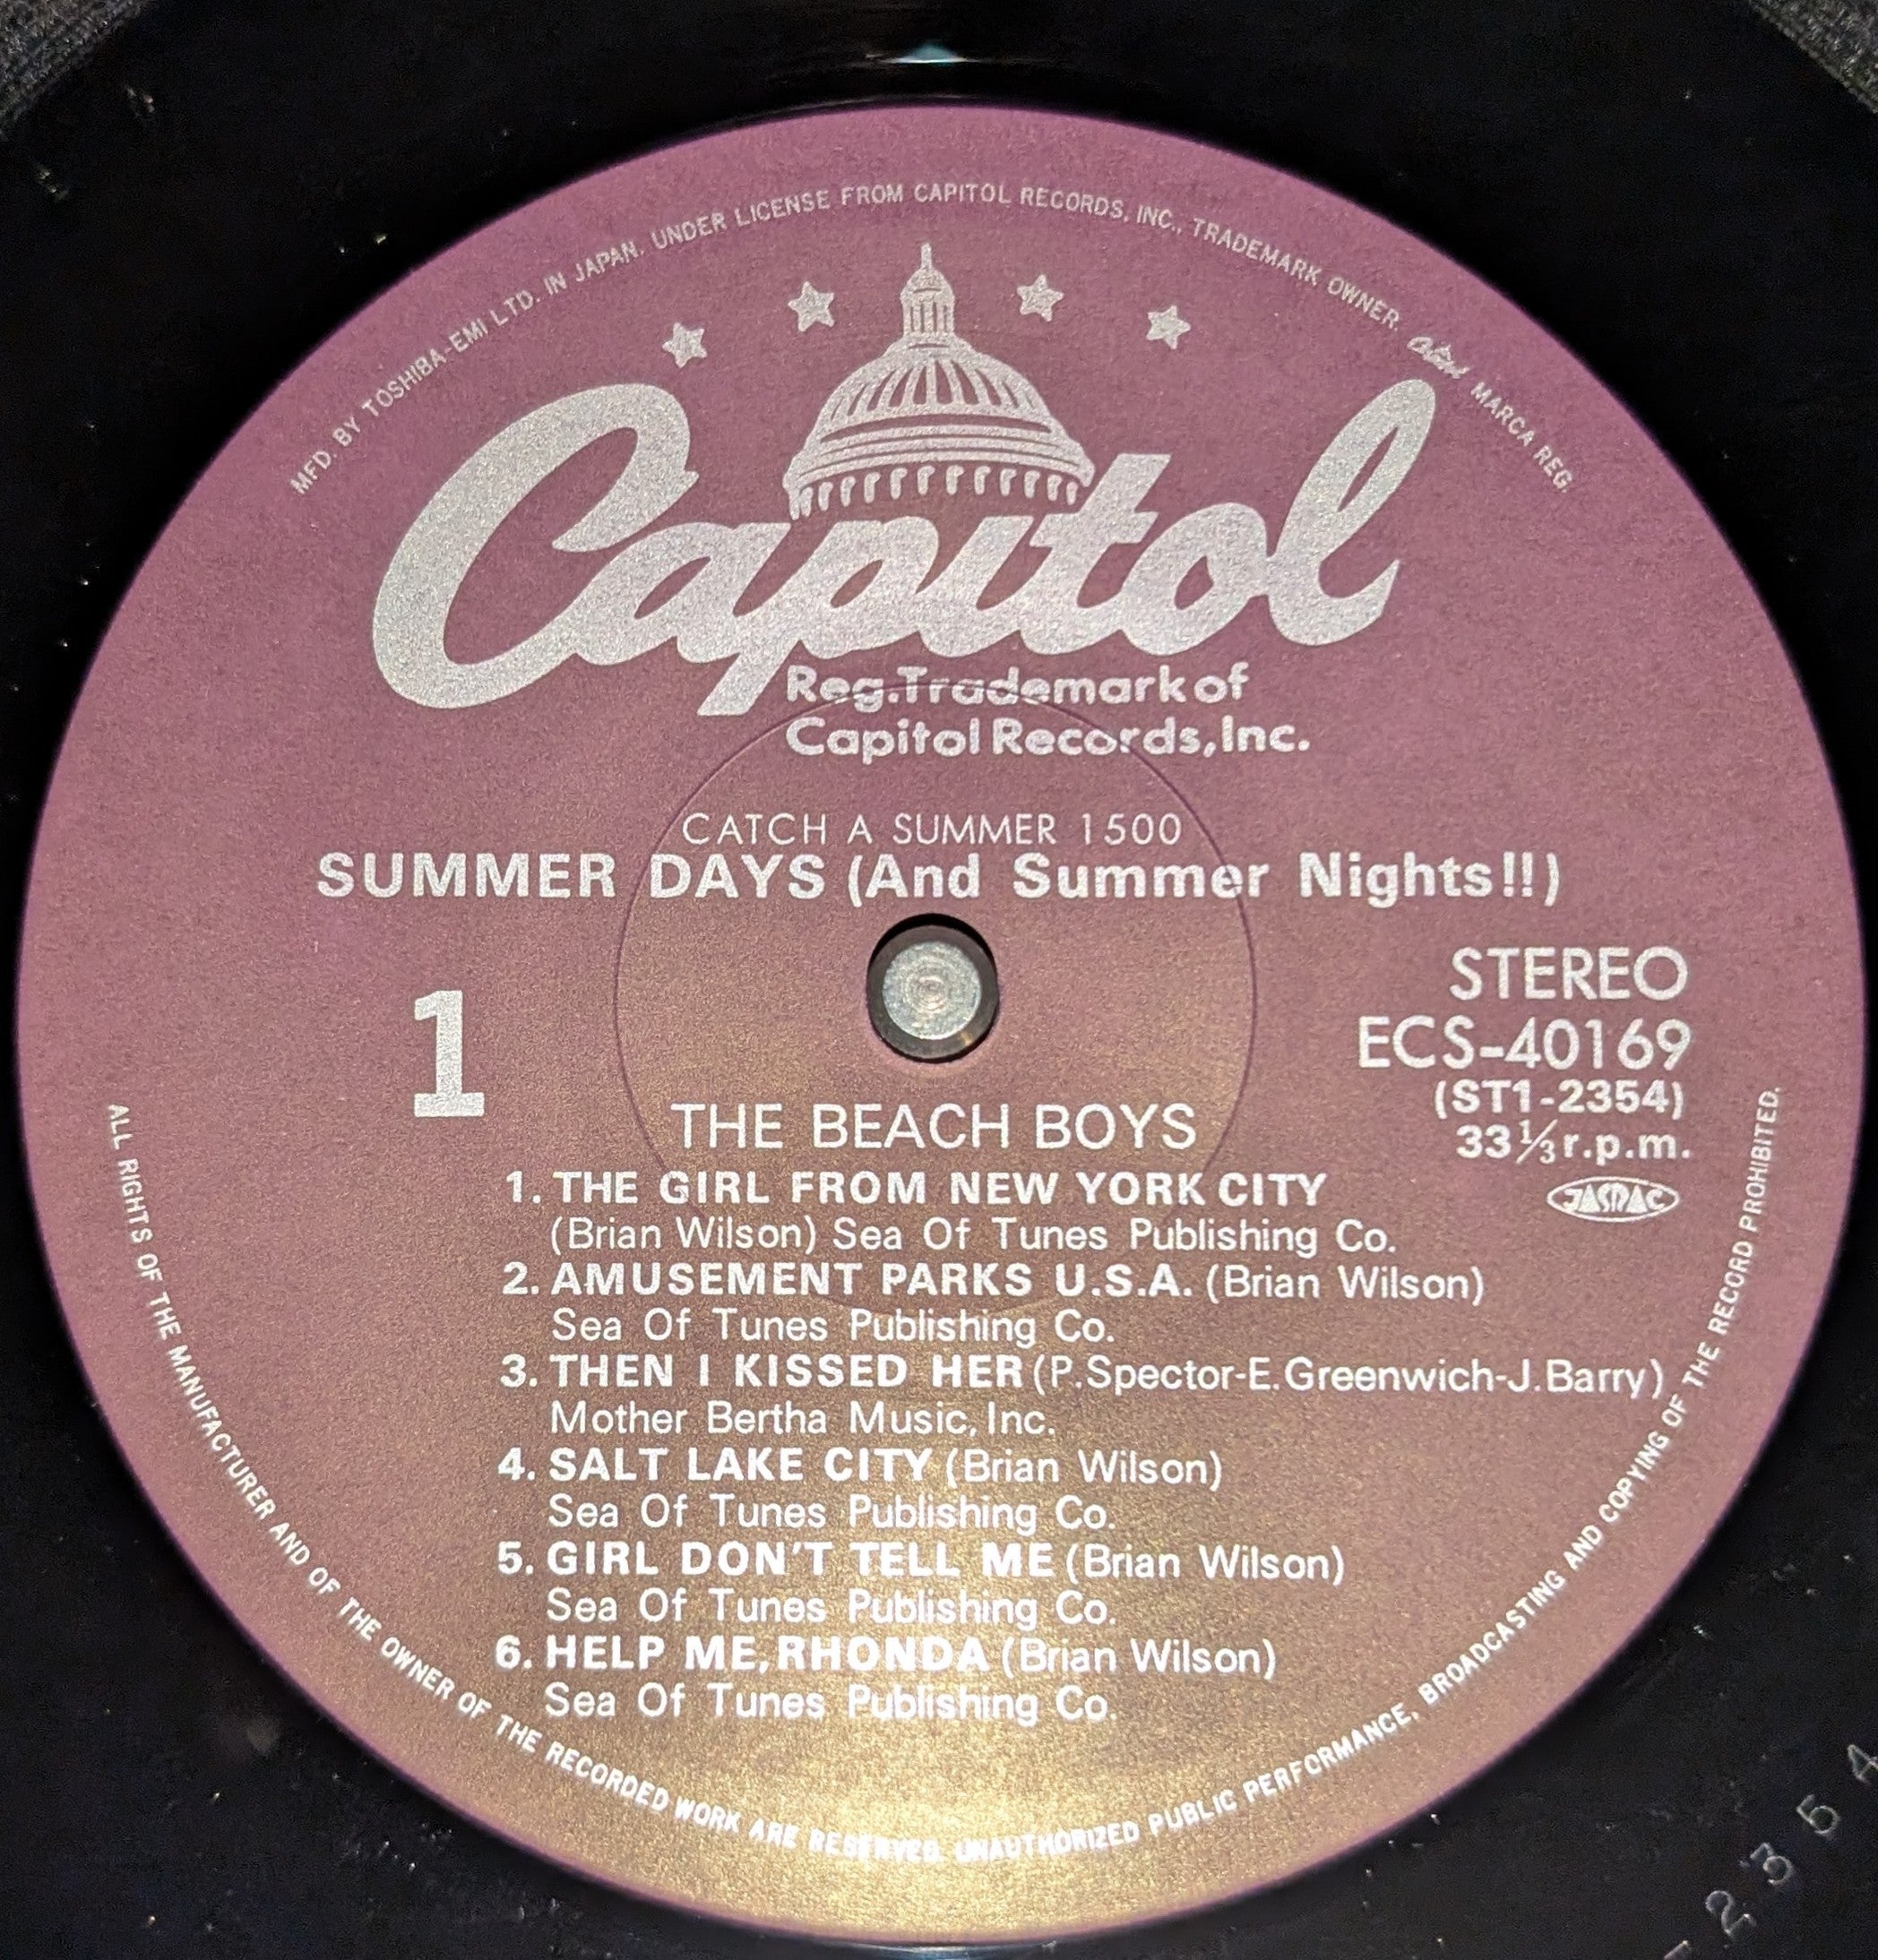 MFD. BY TOSHIBA-EMI LTD. IN JAPAN. UNDER LICENSE FROM CAPITOL RECORDS, INC., TRADEMARK OWNER. Capitol MARCA REG.
Capitol
Reg. Trademark of
Capitol Records, Inc.
CATCH A SUMMER 1500
SUMMER DAYS (And Summer Nights!!)
1
STEREO
ECS-40169
(ST1-2354)
33⅓ r.p.m.
JASRAC
THE BEACH BOYS
1. THE GIRL FROM NEW YORK CITY
(Brian Wilson) Sea Of Tunes Publishing Co.
2. AMUSEMENT PARKS U.S.A. (Brian Wilson)
Sea Of Tunes Publishing Co.
3. THEN I KISSED HER (P.Spector-E.Greenwich-J.Barry)
Mother Bertha Music, Inc.
4. SALT LAKE CITY (Brian Wilson)
Sea Of Tunes Publishing Co.
5. GIRL DON'T TELL ME (Brian Wilson)
Sea Of Tunes Publishing Co.
6. HELP ME, RHONDA (Brian Wilson)
Sea Of Tunes Publishing Co.
ALL RIGHTS OF THE MANUFACTURER AND OF THE OWNER OF THE RECORDED WORK ARE RESERVED. UNAUTHORIZED PUBLIC PERFORMANCE, BROADCASTING AND COPYING OF THE RECORD PROHIBITED.
2354